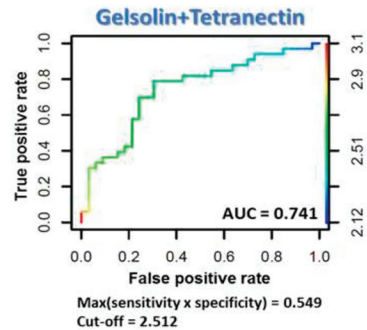 Gelsolin+Tetranectin
True positive rate
1.0
0.8
0.6
0.4
0.2
0.0
3.1
2.9
2.51
2.12
AUC = 0.741
0.0 0.2 0.4 0.6 0.8 1.0
False positive rate
Max(sensitivity x specificity) = 0.549
Cut-off = 2.512